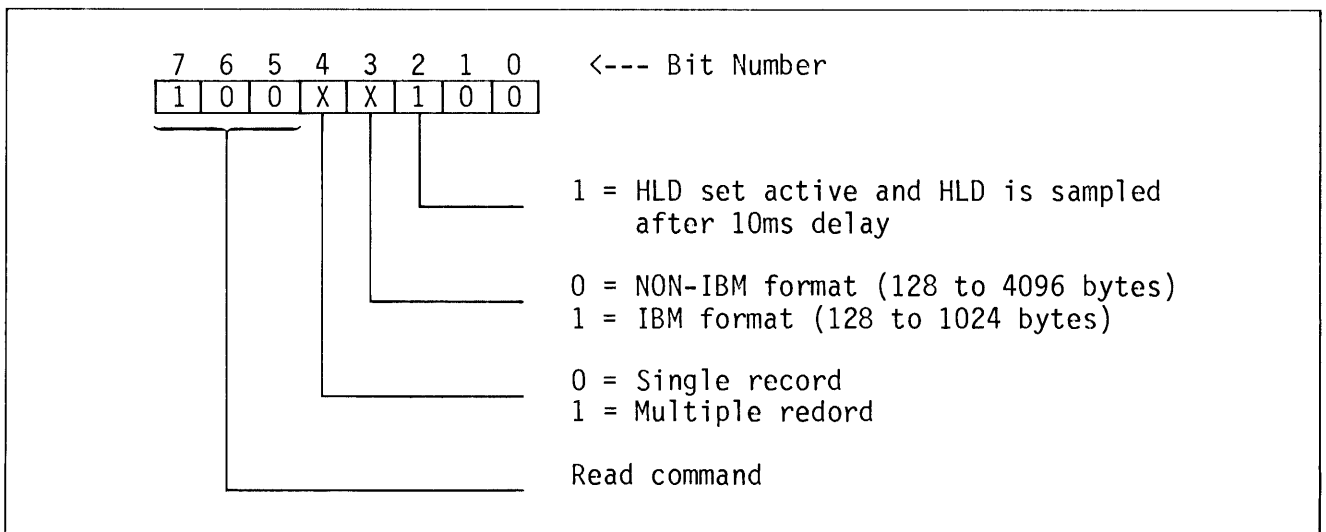 7 6 5 4 3 2 1 0 <--- Bit Number
1 0 0 X X 1 0 0
1 = HLD set active and HLD is sampled
after 10ms delay
0 = NON-IBM format (128 to 4096 bytes)
1 = IBM format (128 to 1024 bytes)
0 = Single record
1 = Multiple redord
Read command